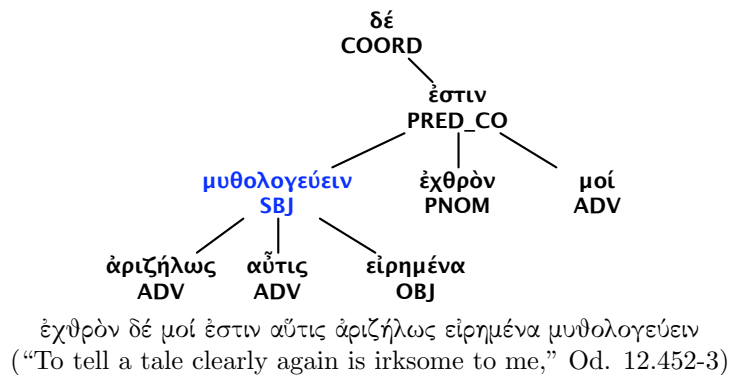 δέ
COORD
ἐστιν
PRED_CO
μυθολογεύειν ἐχθρὸν μοί
SBJ PNOM ADV
ἀριζήλως αὖτις εἰρημένα
ADV ADV OBJ
ἐχθρὸν δέ μοί ἐστιν αὖτις ἀριζήλως εἰρημένα μυθολογεύειν
(“To tell a tale clearly again is irksome to me,” Od. 12.452-3)